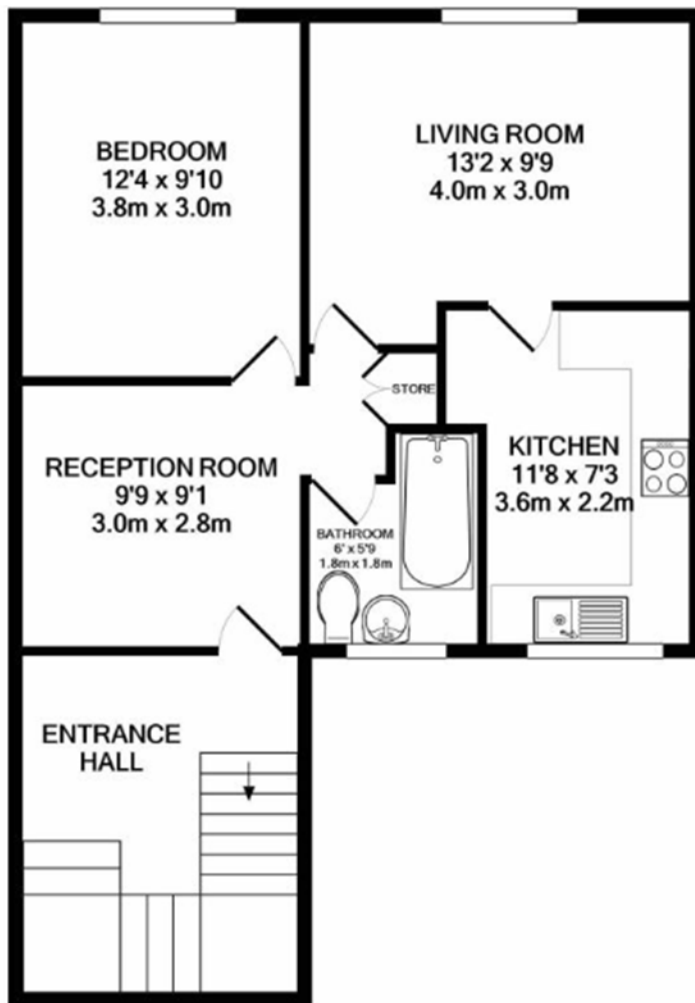 BEDROOM
12'4 x 9'10
3.8m x 3.0m
LIVING ROOM
13'2 x 9'9
4.0m x 3.0m
STORE
RECEPTION ROOM
9'9 x 9'1
3.0m x 2.8m
KITCHEN
11'8 x 7'3
3.6m x 2.2m
BATHROOM
6' x 5'9
1.8m x 1.8m
ENTRANCE
HALL